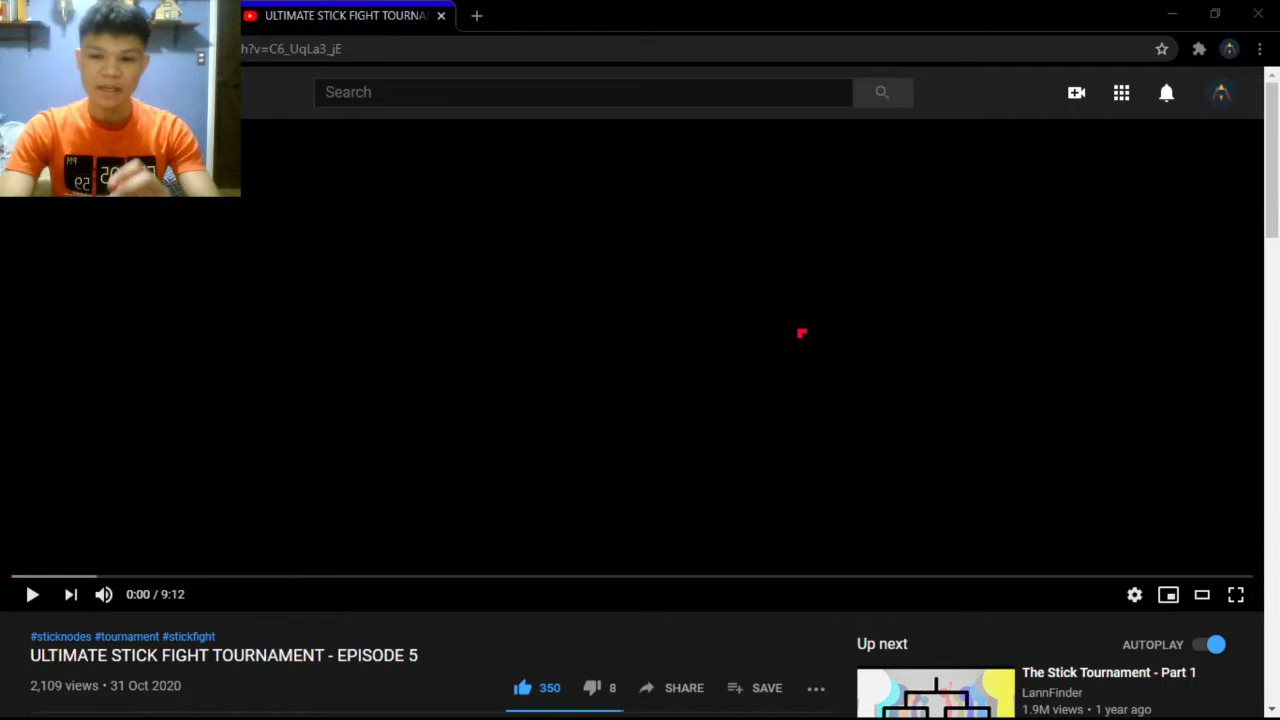 ULTIMATE STICK FIGHT TOURNA
h?v=C6_UqLa3_jE
Search
PM
59
0:00 / 9:12
#sticknodes #tournament #stickfight
ULTIMATE STICK FIGHT TOURNAMENT - EPISODE 5
2,109 views • 31 Oct 2020
350
8
SHARE
SAVE
Up next
AUTOPLAY
The Stick Tournament - Part 1
LannFinder
1.9M views • 1 year ago